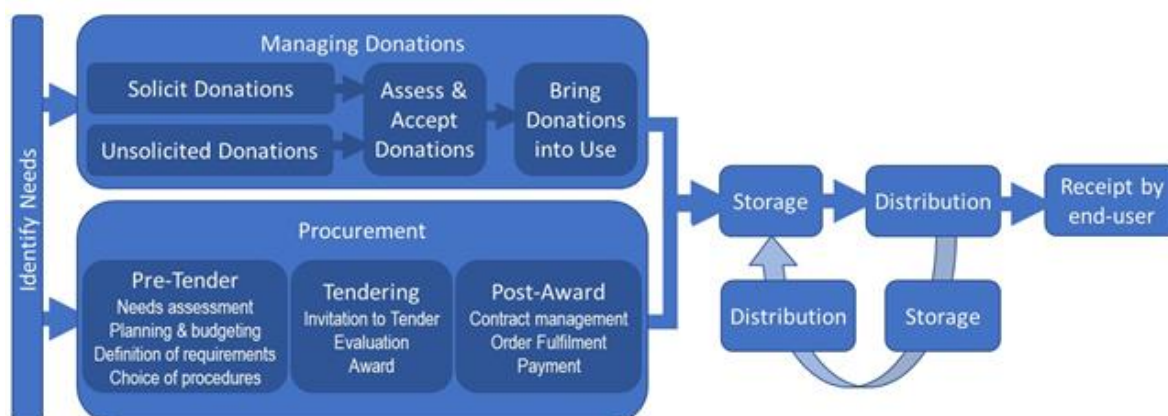 Identify Needs
Managing Donations
Solicit Donations
Unsolicited Donations
Assess &
Accept
Donations
Bring
Donations
into Use
Procurement
Pre-Tender
Needs assessment
Planning & budgeting
Definition of requirements
Choice of procedures
Tendering
Invitation to Tender
Evaluation
Award
Post-Award
Contract management
Order Fulfilment
Payment
Storage
Distribution
Receipt by
end-user
Distribution
Storage